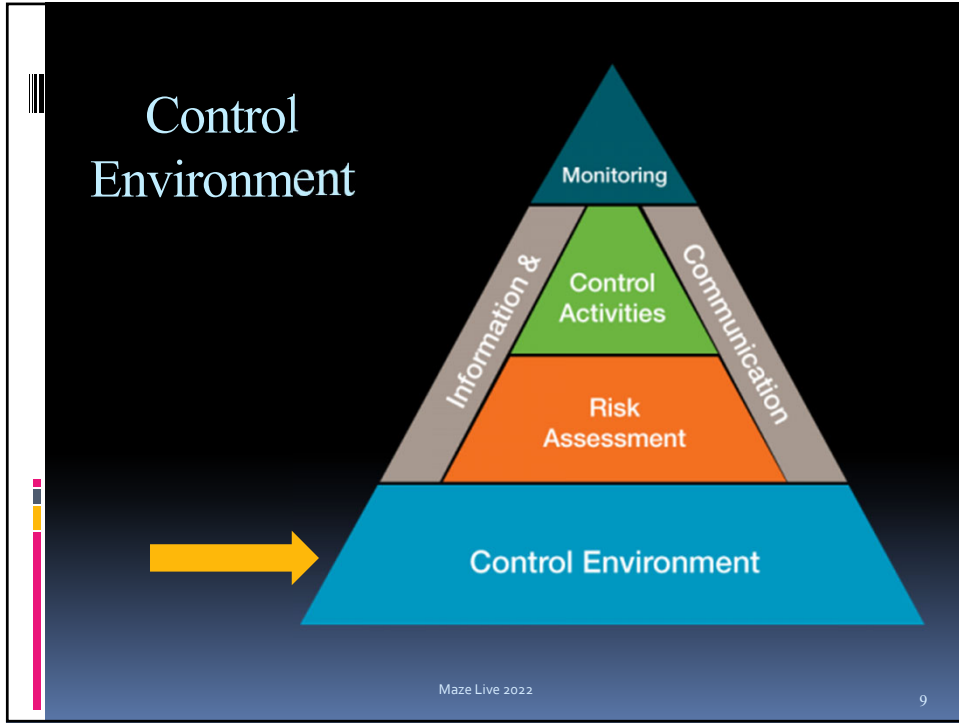 Control
Environment
Monitoring
Information &
Communication
Control
Activities
Risk
Assessment
Control Environment
Maze Live 2022
9